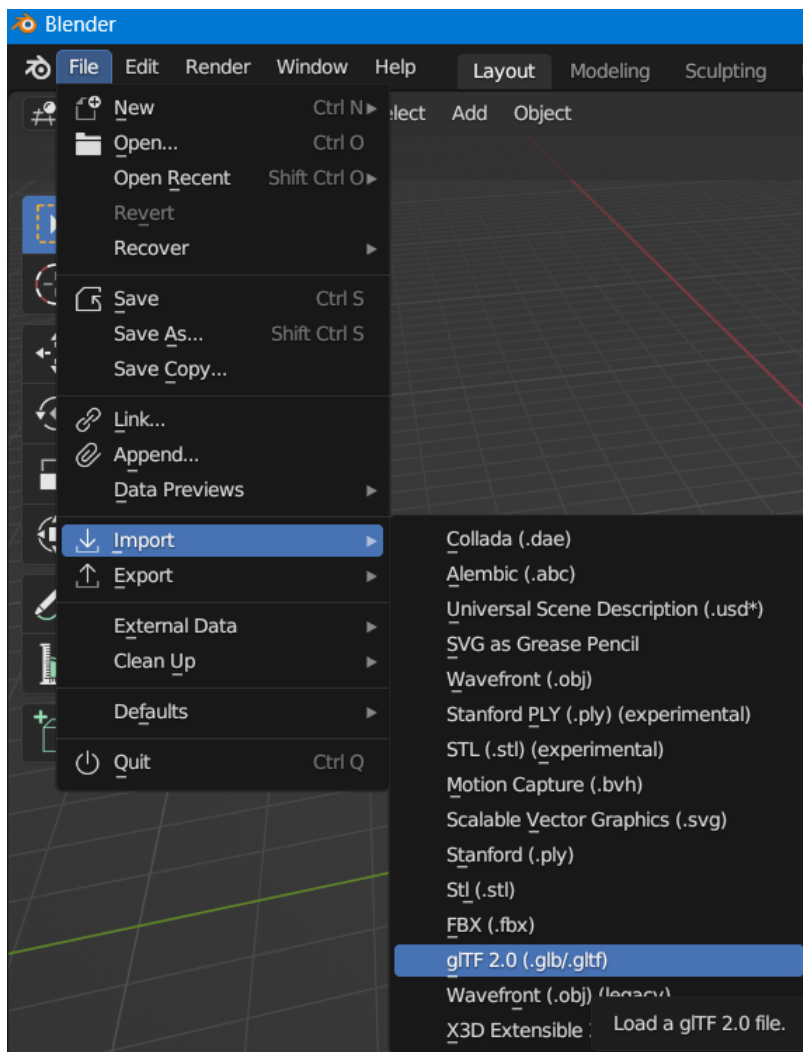 Blender
File Edit Render Window Help Layout Modeling Sculpting
New Ctrl N
Add Object
Open... Ctrl O
Open Recent Shift Ctrl O
Revert
Recover
Save Ctrl S
Save As... Shift Ctrl S
Save Copy...
Link...
Append...
Data Previews
Import
Export
External Data
Clean Up
Defaults
Quit Ctrl Q
Collada (.dae)
Alembic (.abc)
Universal Scene Description (.usd*)
SVG as Grease Pencil
Wavefront (.obj)
Stanford PLY (.ply) (experimental)
STL (.stl) (experimental)
Motion Capture (.bvh)
Scalable Vector Graphics (.svg)
Stanford (.ply)
Stl (.stl)
FBX (.fbx)
glTF 2.0 (.glb/.gltf)
Wavefront (.obj) (legacy)
X3D Extensible
Load a glTF 2.0 file.